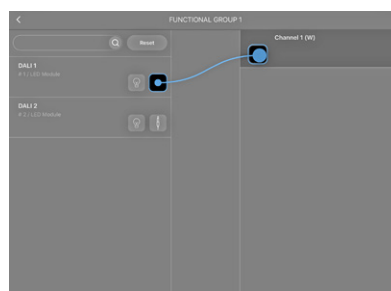 FUNCTIONAL GROUP 1
Reset
Channel 1 (W)
DALI 1
# 1 / LED Module
DALI 2
# 2 / LED Module